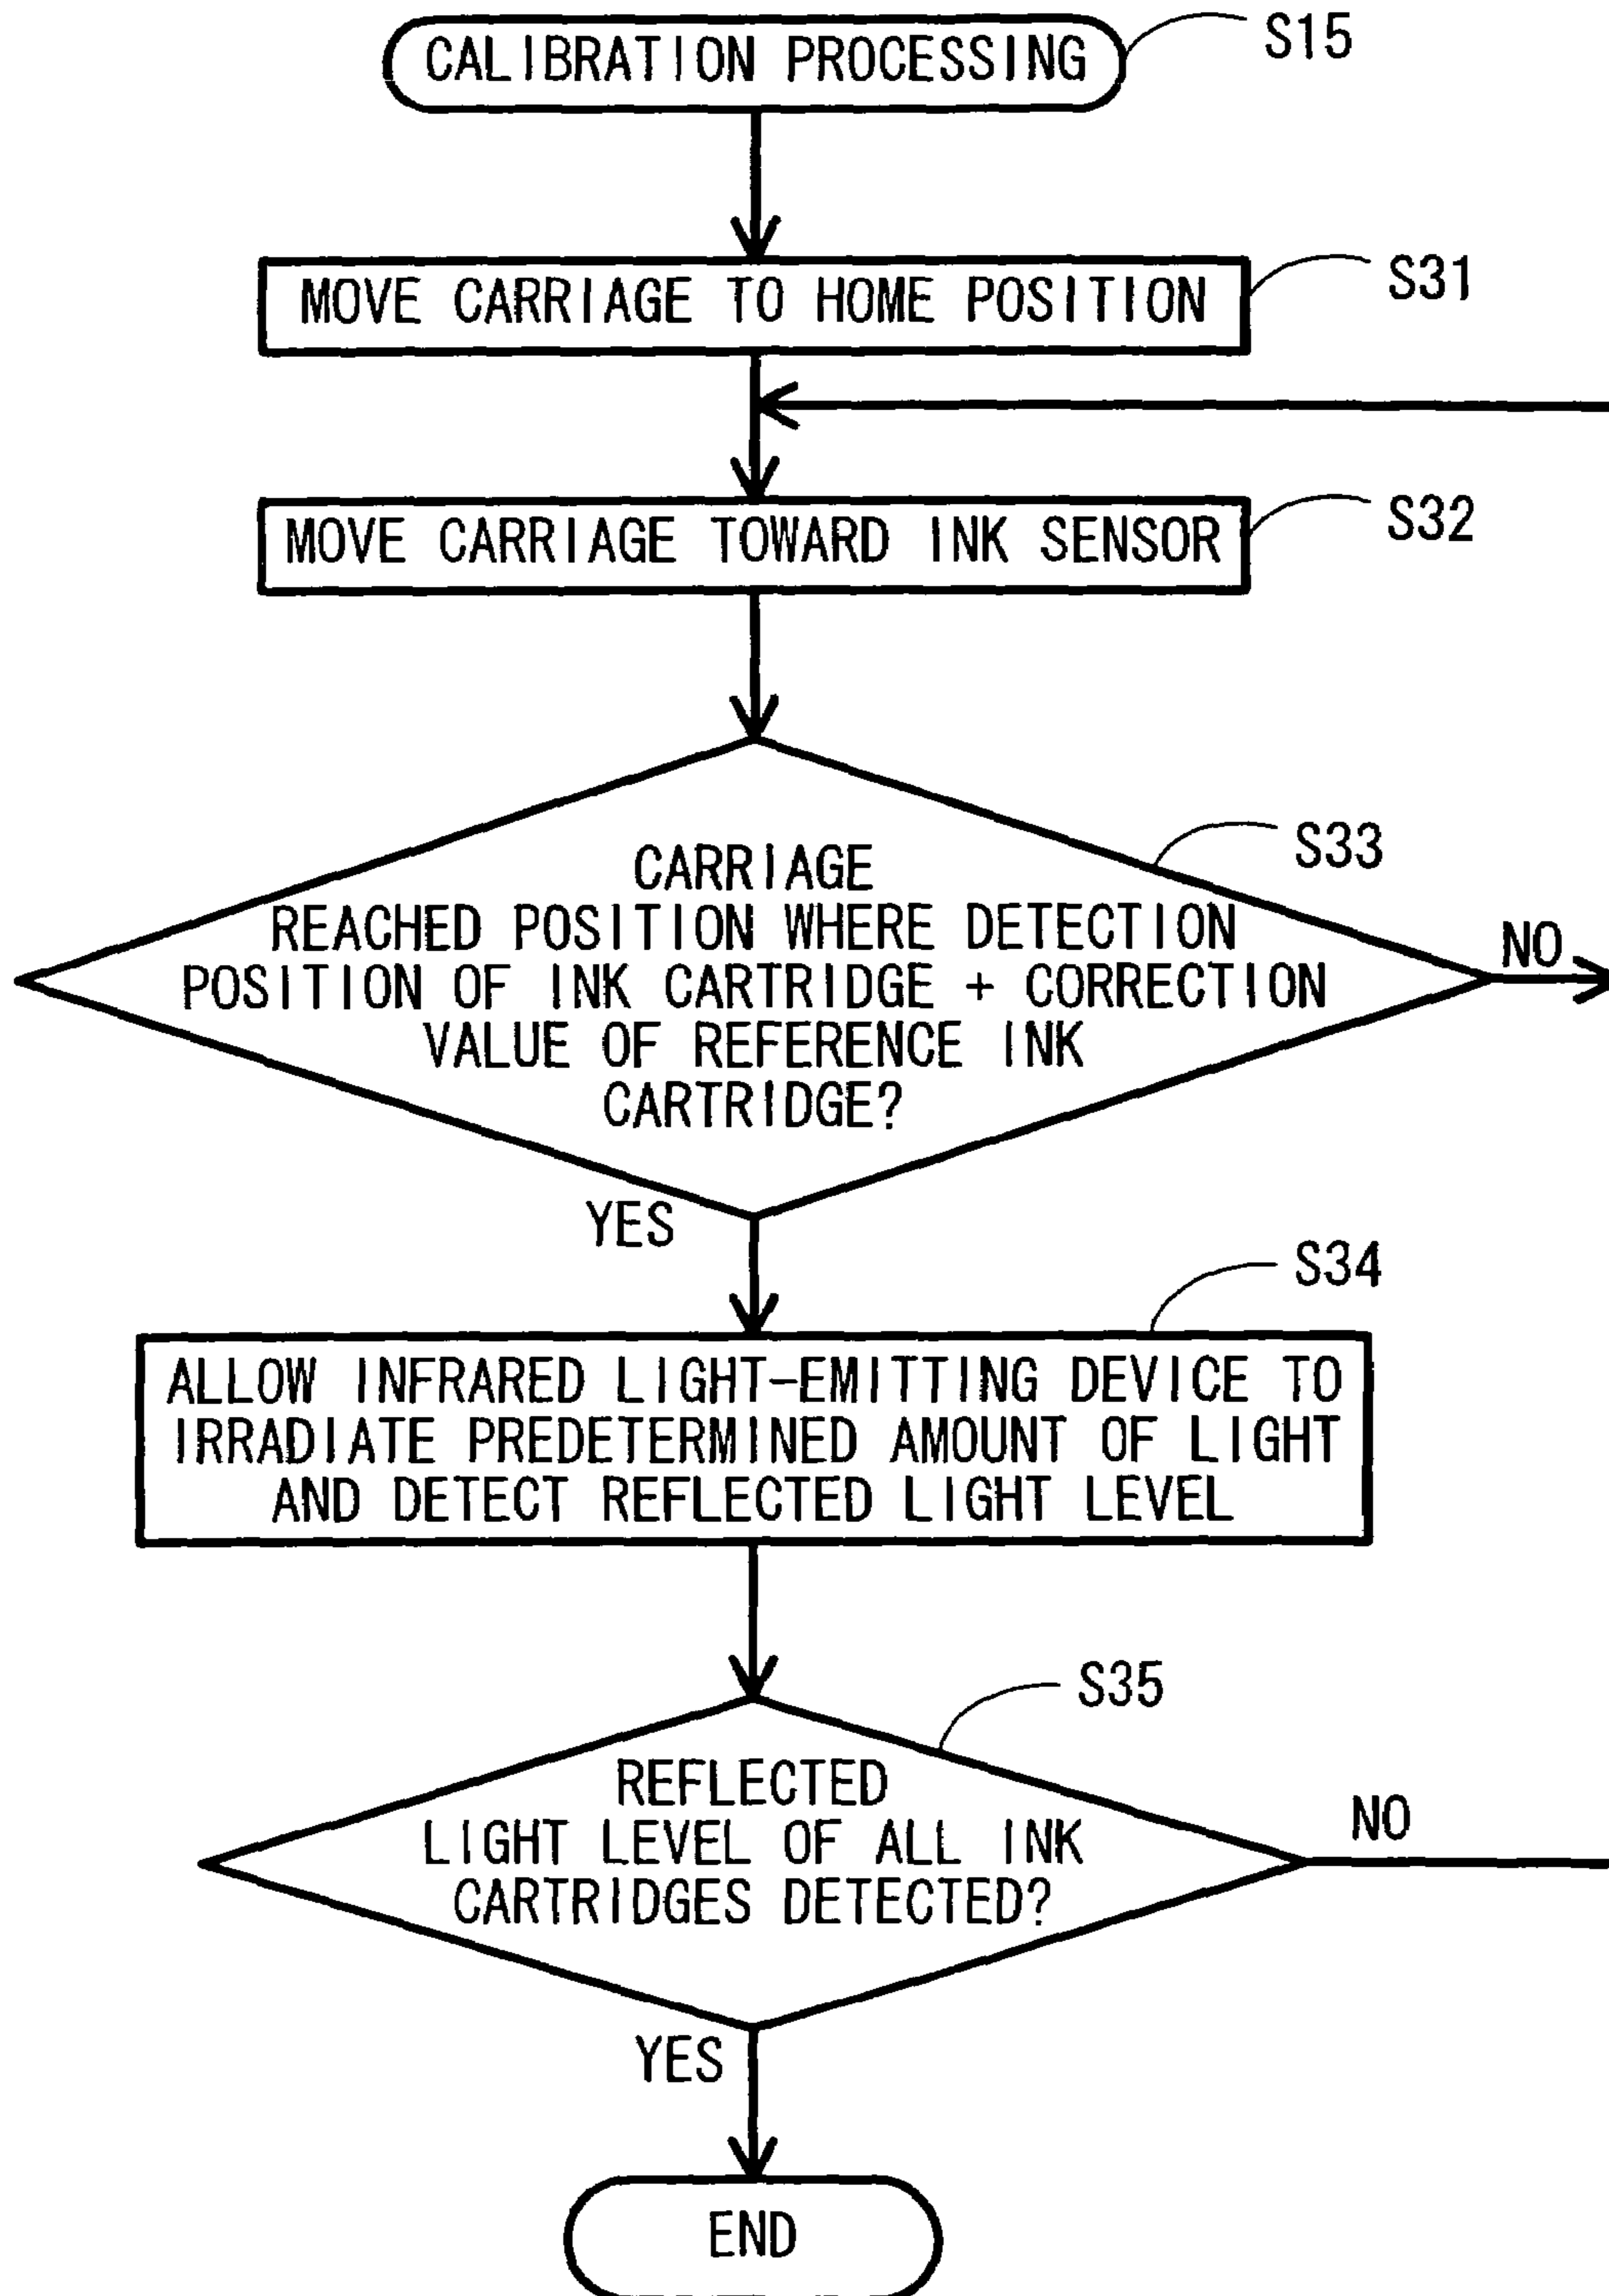 CALIBRATION PROCESSING
S15
MOVE CARRIAGE TO HOME POSITION
S31
MOVE CARRIAGE TOWARD INK SENSOR
S32
S33
CARRIAGE
REACHED POSITION WHERE DETECTION
POSITION OF INK CARTRIDGE + CORRECTION
VALUE OF REFERENCE INK
CARTRIDGE?
NO
YES
S34
ALLOW INFRARED LIGHT-EMITTING DEVICE TO
IRRADIATE PREDETERMINED AMOUNT OF LIGHT
AND DETECT REFLECTED LIGHT LEVEL
S35
REFLECTED
LIGHT LEVEL OF ALL INK
CARTRIDGES DETECTED?
NO
YES
END